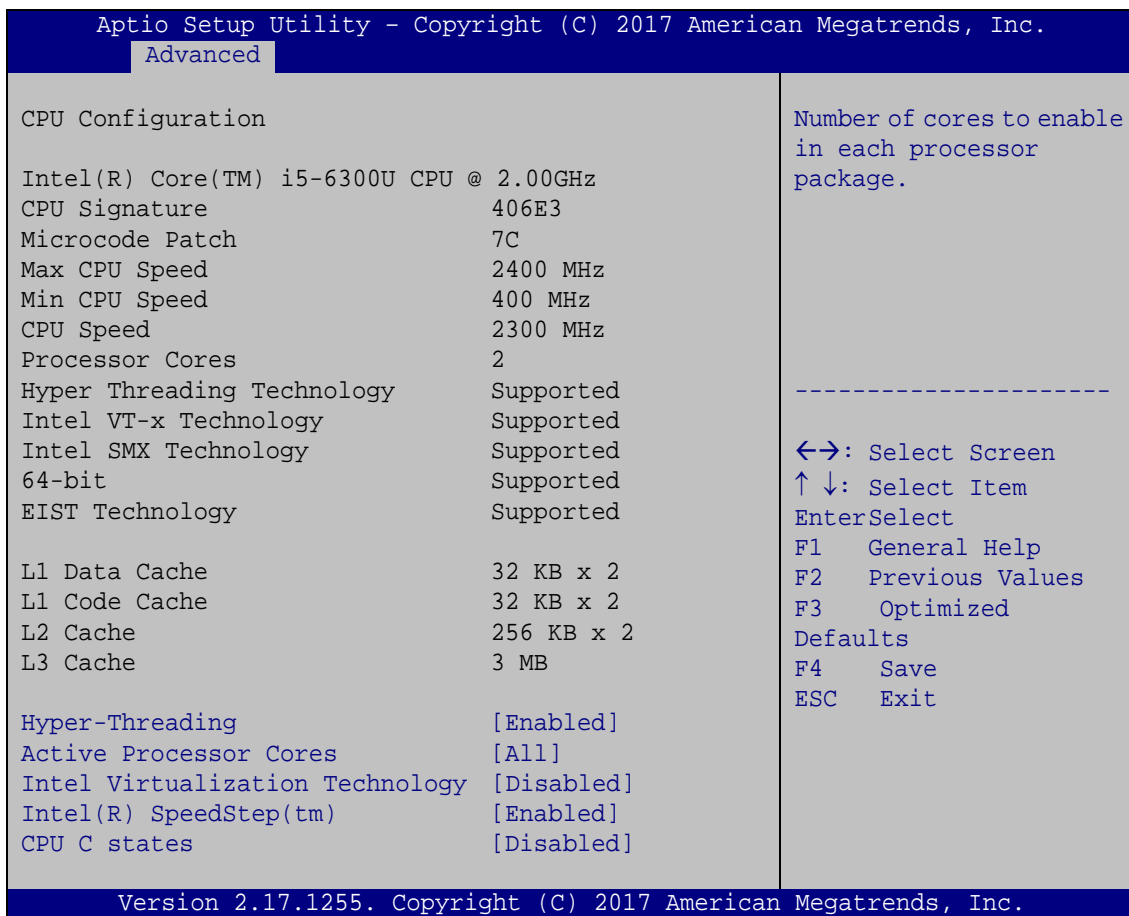 Aptio Setup Utility – Copyright (C) 2017 American Megatrends, Inc.
Advanced
CPU Configuration
Intel(R) Core(TM) i5-6300U CPU @ 2.00GHz
CPU Signature 406E3
Microcode Patch 7C
Max CPU Speed 2400 MHz
Min CPU Speed 400 MHz
CPU Speed 2300 MHz
Processor Cores 2
Hyper Threading Technology Supported
Intel VT-x Technology Supported
Intel SMX Technology Supported
64-bit Supported
EIST Technology Supported
L1 Data Cache 32 KB x 2
L1 Code Cache 32 KB x 2
L2 Cache 256 KB x 2
L3 Cache 3 MB
Hyper-Threading [Enabled]
Active Processor Cores [All]
Intel Virtualization Technology [Disabled]
Intel(R) SpeedStep(tm) [Enabled]
CPU C states [Disabled]
Number of cores to enable
in each processor
package.
----------------------
←→: Select Screen
↑ ↓: Select Item
EnterSelect
F1 General Help
F2 Previous Values
F3 Optimized
Defaults
F4 Save
ESC Exit
Version 2.17.1255. Copyright (C) 2017 American Megatrends, Inc.